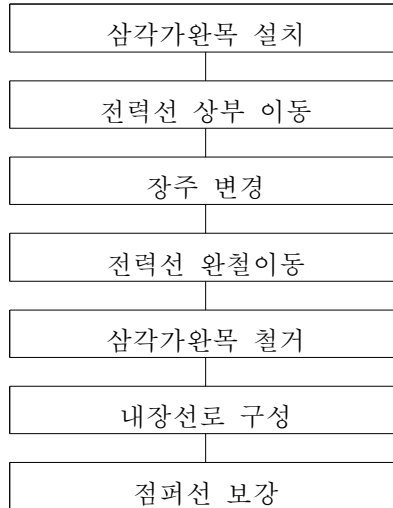 삼각가완목 설치
전력선 상부 이동
장주 변경
전력선 완철이동
삼각가완목 철거
내장선로 구성
점퍼선 보강